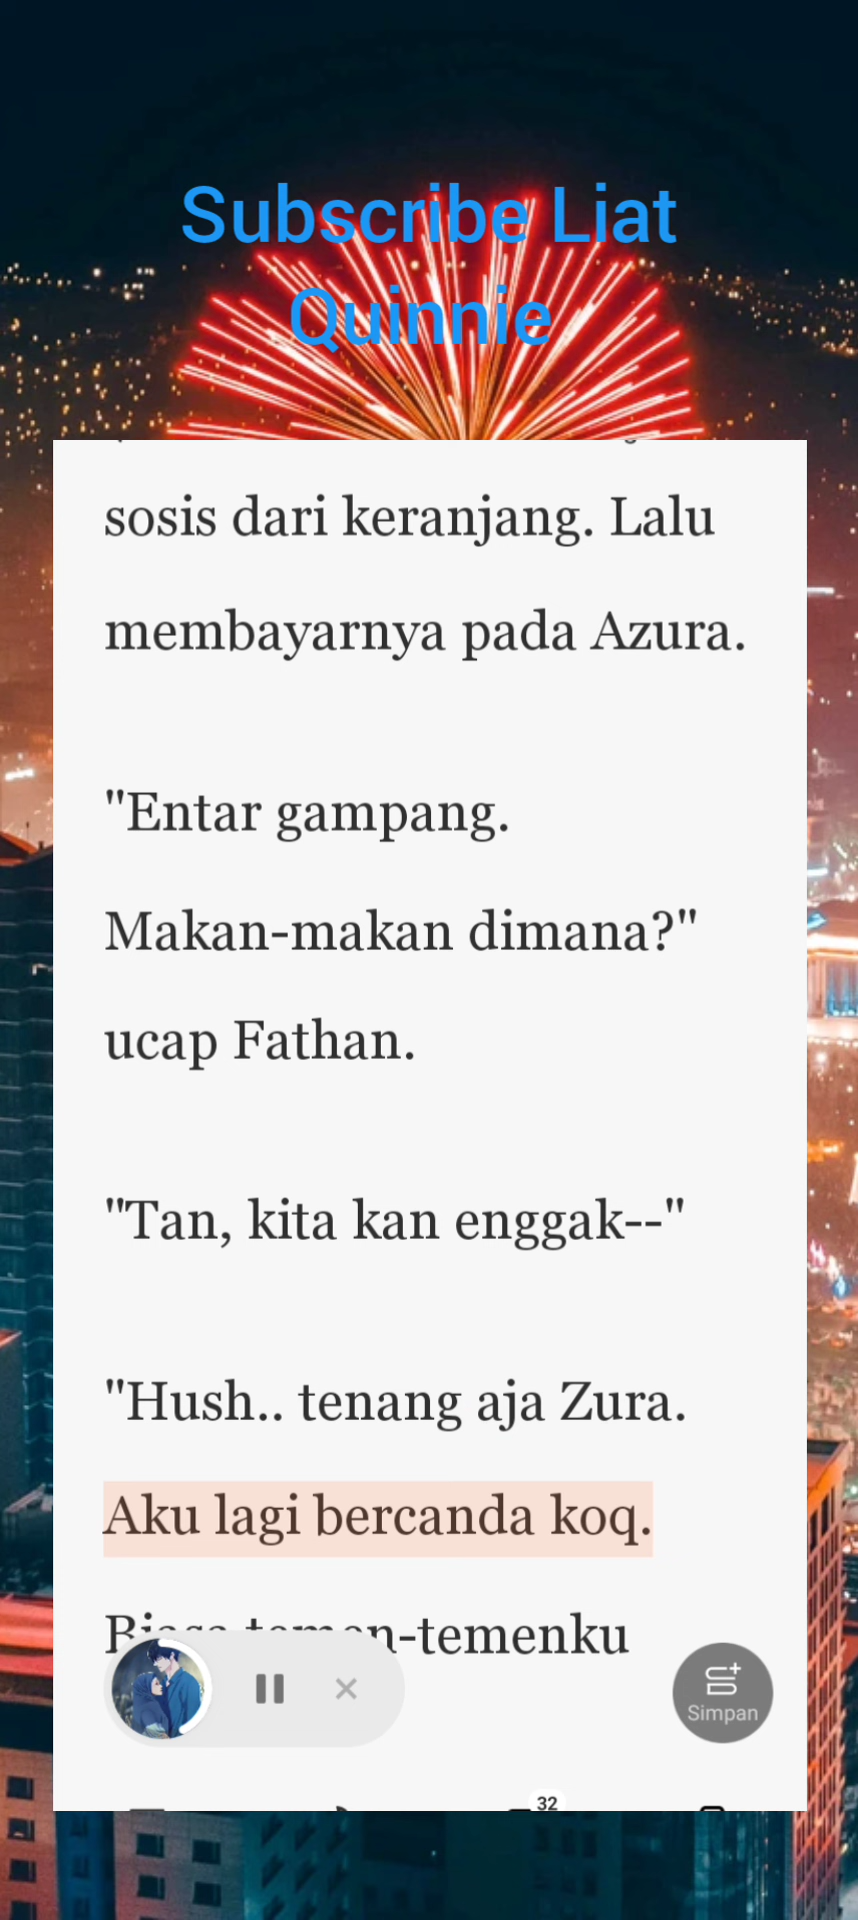 Subscribe Liat
Quinnie
sosis dari keranjang. Lalu
membayarnya pada Azura.
"Entar gampang.
Makan-makan dimana?"
ucap Fathan.
"Tan, kita kan enggak--"
"Hush.. tenang aja Zura.
Aku lagi bercanda koq.
-temenku
Simpan
32